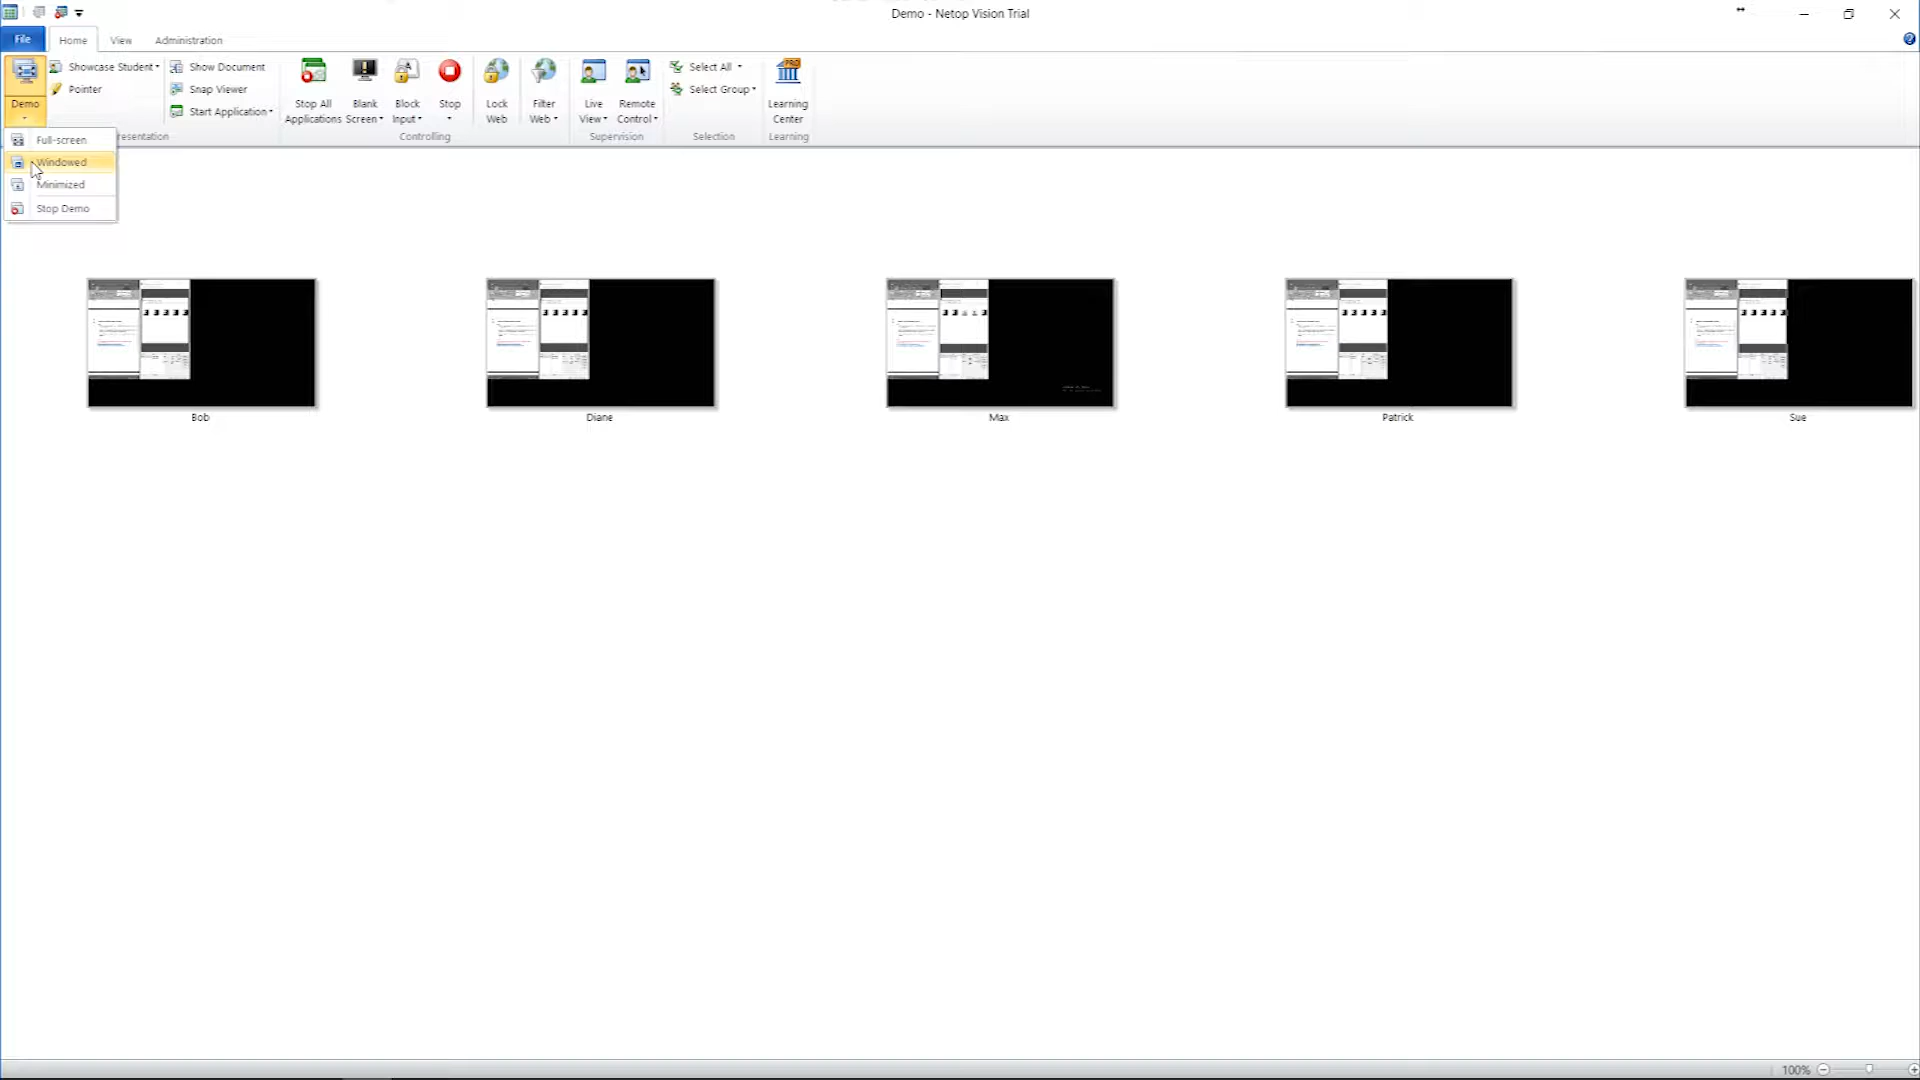 Demo - Netop Vision Trial
File Home View Administration
Showcase Student
Pointer
Show Document
Snap Viewer
Start Application
Demo
Stop All Applications
Blank Screen
Block Input
Stop
Lock Web
Filter Web
Live View
Remote Control
Select All
Select Group
PRO
Learning Center
resentation
Controlling
Supervision
Selection
Learning
Full-screen
Windowed
Minimized
Stop Demo
Bob
Diane
Max
Patrick
Sue
100%